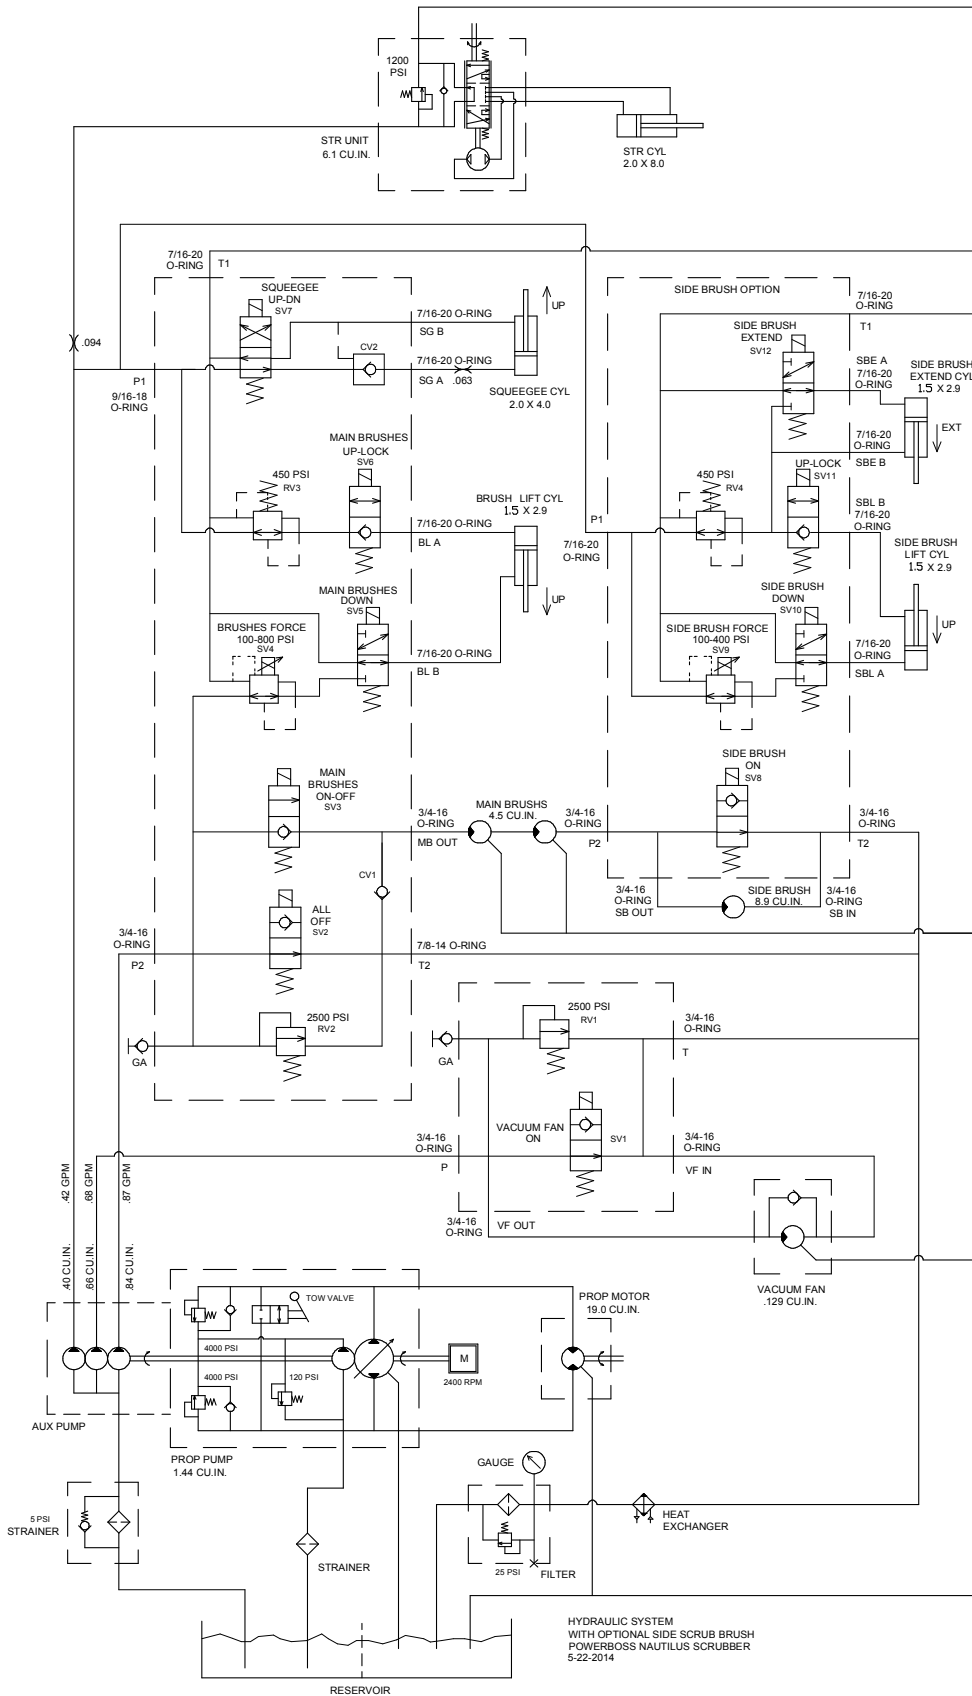 1200
PSI
STR UNIT
6.1 CU.IN.
STR CYL
2.0 X 8.0
7/16-20
O-RING
T1
SQUEEGEE
UP-DN
SV7
7/16-20 O-RING
SG B
CV2
7/16-20 O-RING
SG A
.063
UP
SQUEEGEE CYL
2.0 X 4.0
.094
P1
9/16-18
O-RING
MAIN BRUSHES
UP-LOCK
SV6
450 PSI
RV3
BRUSH LIFT CYL
1.5 X 2.9
7/16-20 O-RING
BL A
UP
MAIN BRUSHES
DOWN
SV5
BRUSHES FORCE
100-800 PSI
SV4
7/16-20 O-RING
BL B
MAIN
BRUSHES
ON-OFF
SV3
3/4-16
O-RING
MB OUT
CV1
ALL
OFF
SV2
3/4-16
O-RING
P2
7/8-14 O-RING
T2
2500 PSI
RV2
GA
SIDE BRUSH OPTION
7/16-20
O-RING
T1
SIDE BRUSH
EXTEND
SV12
SBE A
7/16-20
O-RING
SIDE BRUSH
EXTEND CYL
1.5 X 2.9
EXT
7/16-20
O-RING
SBE B
450 PSI
RV4
UP-LOCK
SV11
SBL B
7/16-20
O-RING
P1
7/16-20
O-RING
SIDE BRUSH
LIFT CYL
1.5 X 2.9
UP
SIDE BRUSH
DOWN
SV10
SIDE BRUSH FORCE
100-400 PSI
SV9
7/16-20
O-RING
SBL A
SIDE BRUSH
ON
SV8
MAIN BRUSHS
4.5 CU.IN.
3/4-16
O-RING
P2
3/4-16
O-RING
T2
3/4-16
O-RING
SB OUT
SIDE BRUSH
8.9 CU.IN.
3/4-16
O-RING
SB IN
2500 PSI
RV1
GA
3/4-16
O-RING
T
VACUUM FAN
ON
SV1
3/4-16
O-RING
P
3/4-16
O-RING
VF IN
3/4-16
O-RING
VF OUT
VACUUM FAN
.129 CU.IN.
.42 GPM
.68 GPM
.87 GPM
.40 CU.IN.
.66 CU.IN.
.84 CU.IN.
TOW VALVE
4000 PSI
4000 PSI
120 PSI
M
2400 RPM
PROP MOTOR
19.0 CU.IN.
AUX PUMP
PROP PUMP
1.44 CU.IN.
5 PSI
STRAINER
STRAINER
GAUGE
25 PSI
FILTER
HEAT
EXCHANGER
HYDRAULIC SYSTEM
WITH OPTIONAL SIDE SCRUB BRUSH
POWERBOSS NAUTILUS SCRUBBER
5-22-2014
RESERVOIR